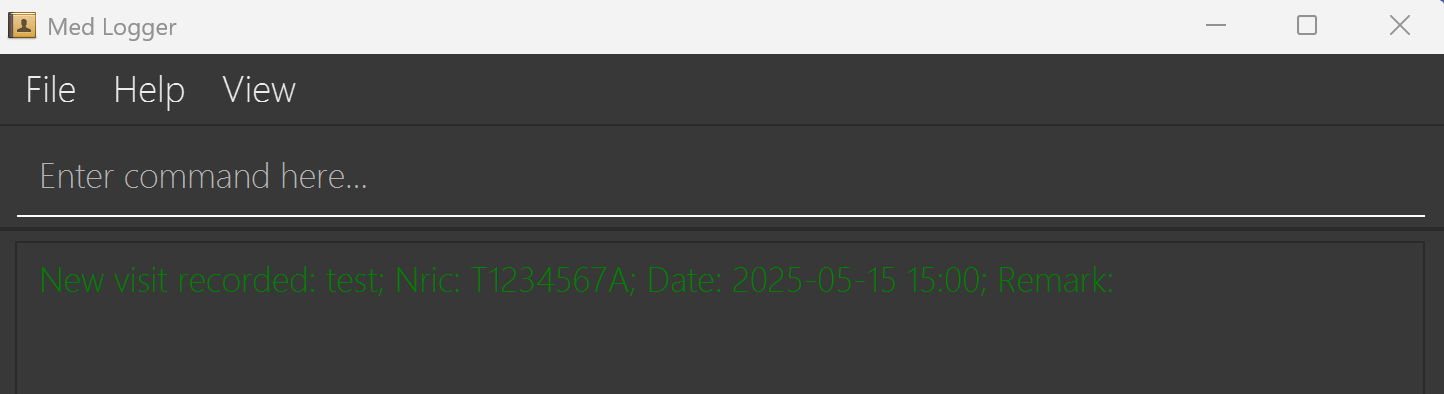 Med Logger
File Help View
Enter command here...
New visit recorded: test; Nric: T1234567A; Date: 2025-05-15 15:00; Remark: